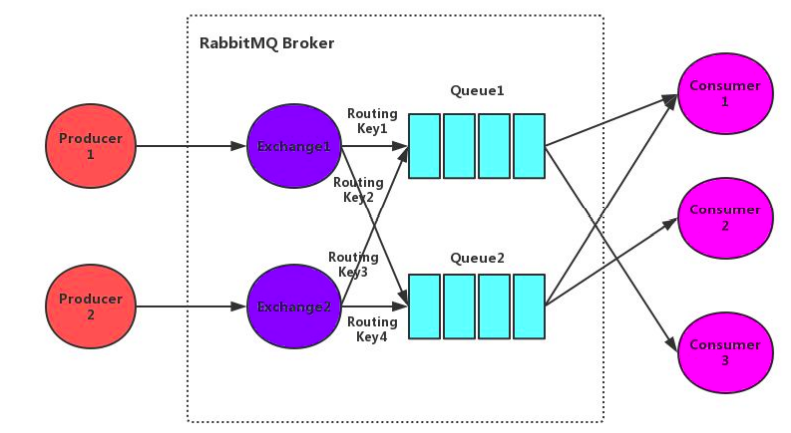 RabbitMQ Broker
Producer
1
Exchange1
Routing
Key1
Queue1
Consumer
1
Routing
Key2
Consumer
2
Routing
Key3
Queue2
Producer
2
Exchange2
Routing
Key4
Consumer
3